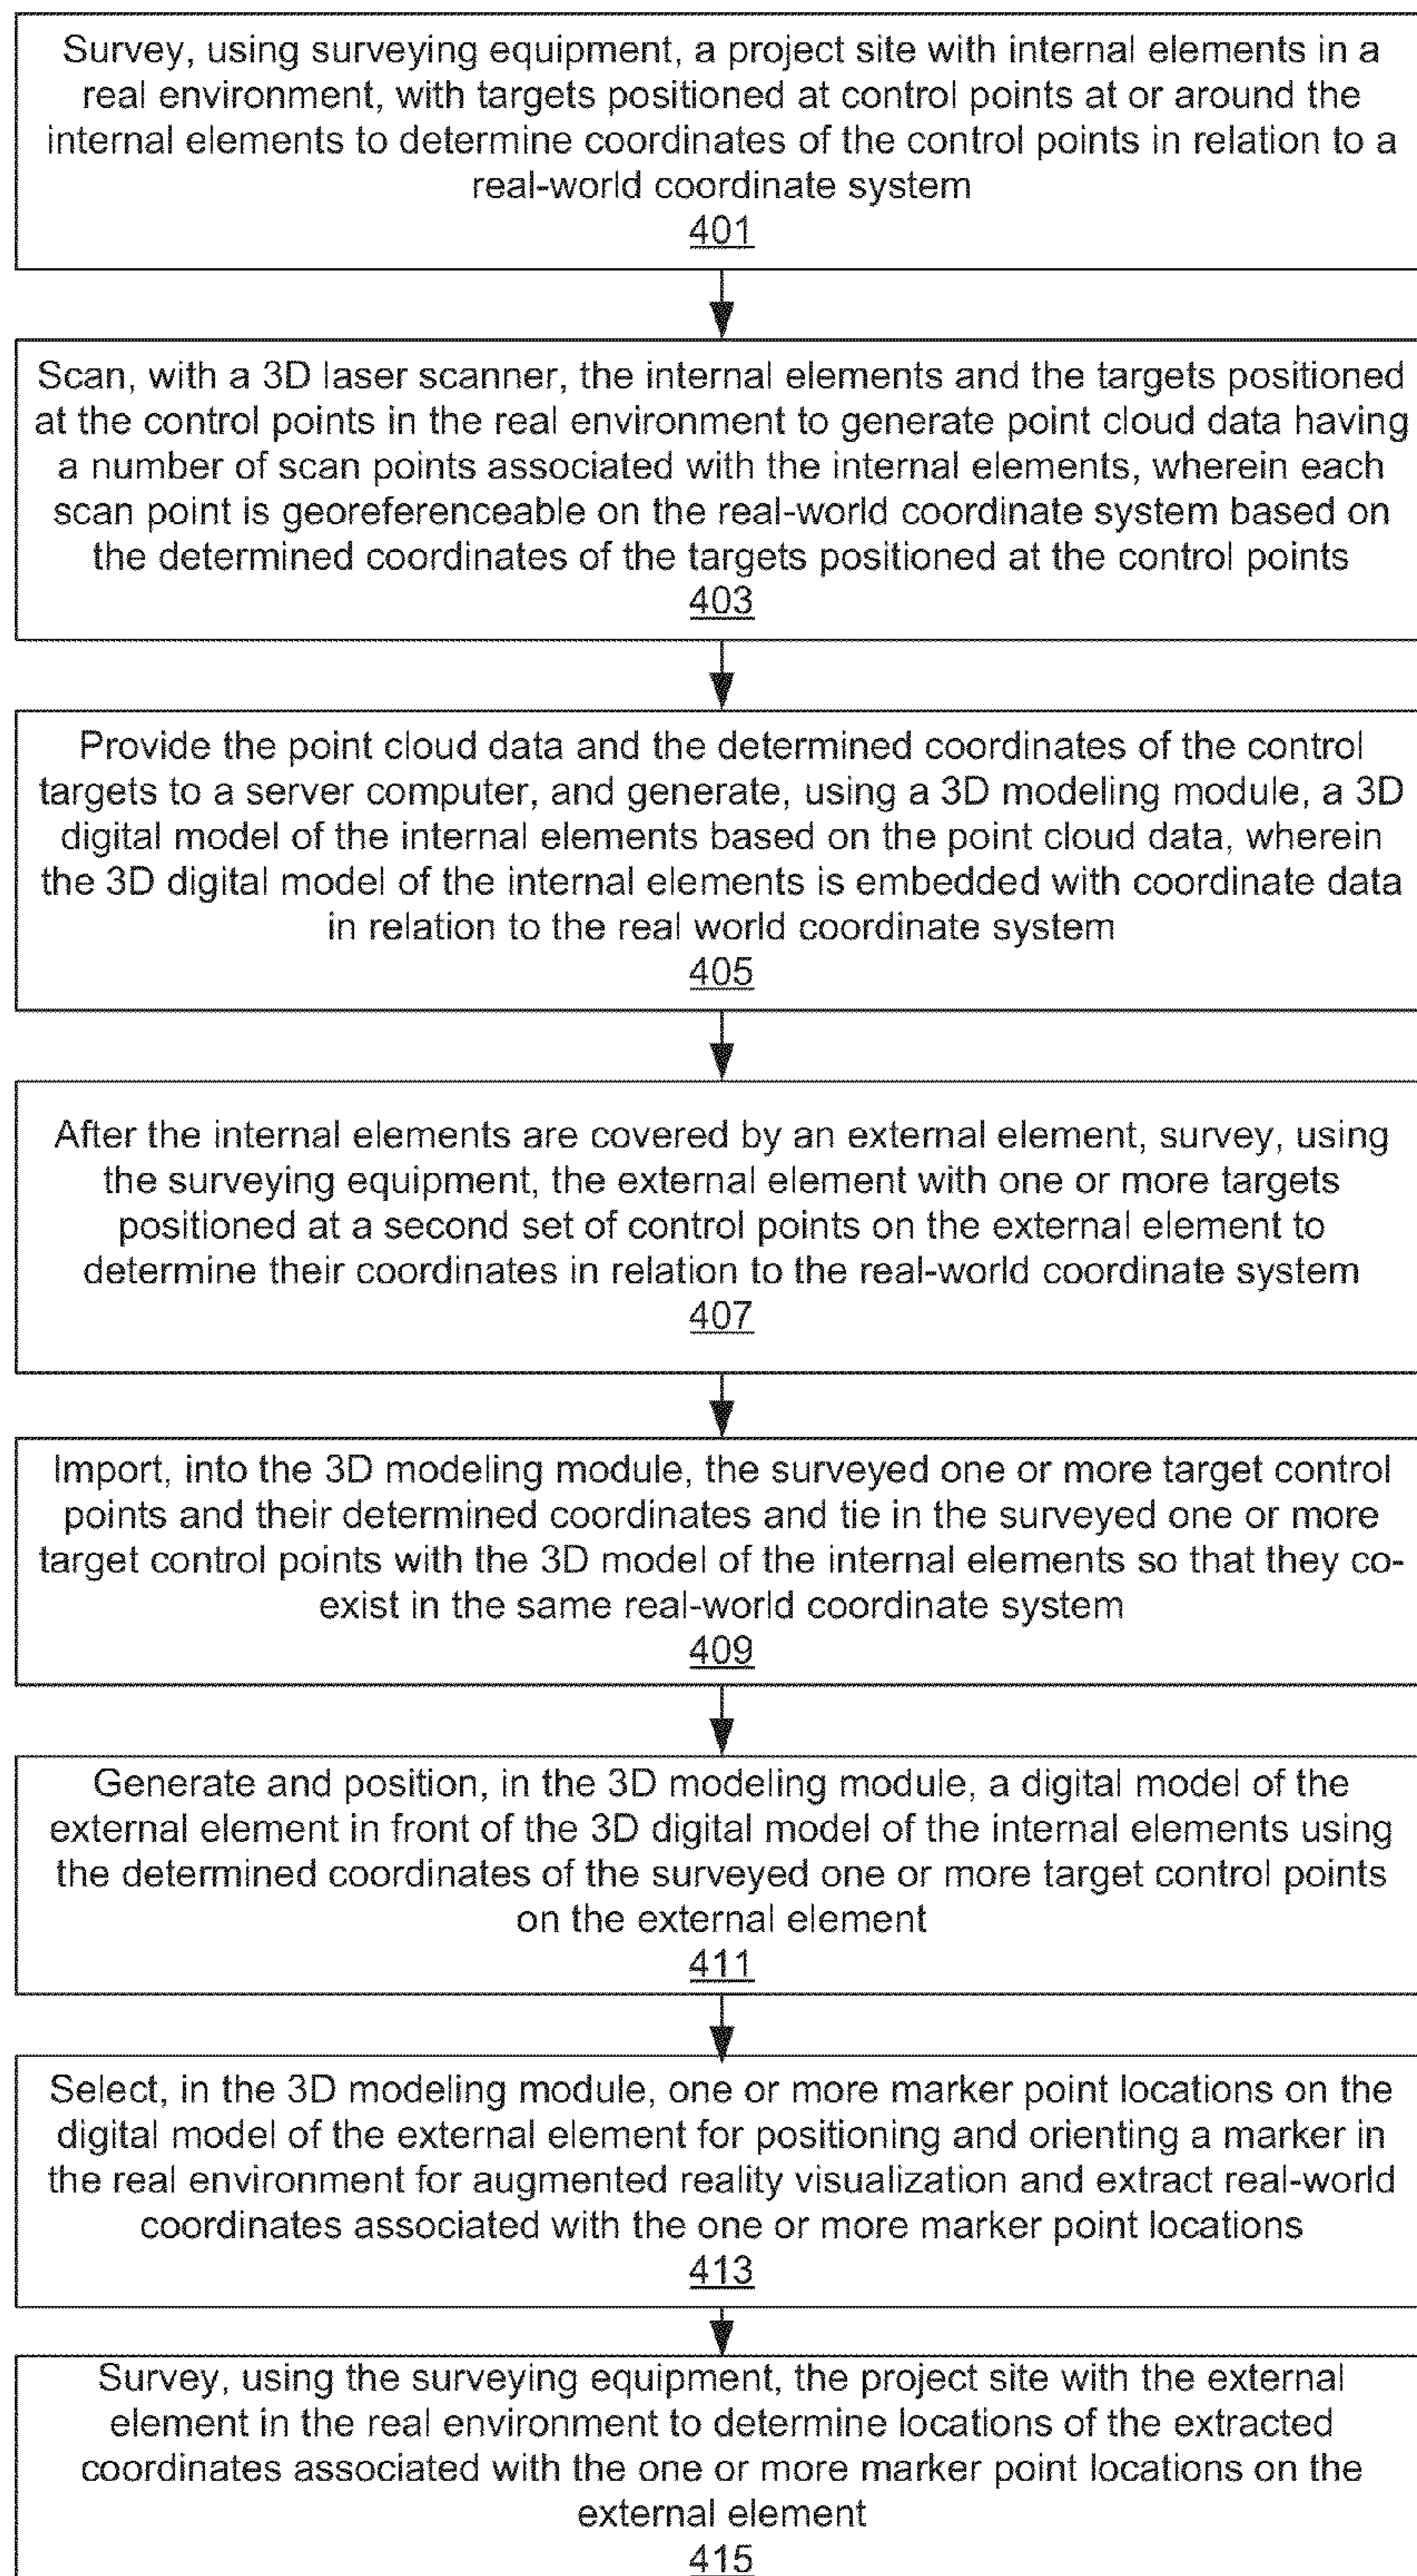 Survey, using surveying equipment, a project site with internal elements in a
real environment, with targets positioned at control points at or around the
internal elements to determine coordinates of the control points in relation to a
real-world coordinate system
401
Scan, with a 3D laser scanner, the internal elements and the targets positioned
at the control points in the real environment to generate point cloud data having
a number of scan points associated with the internal elements, wherein each
scan point is georeferenceable on the real-world coordinate system based on
the determined coordinates of the targets positioned at the control points
403
Provide the point cloud data and the determined coordinates of the control
targets to a server computer, and generate, using a 3D modeling module, a 3D
digital model of the internal elements based on the point cloud data, wherein
the 3D digital model of the internal elements is embedded with coordinate data
in relation to the real world coordinate system
405
After the internal elements are covered by an external element, survey, using
the surveying equipment, the external element with one or more targets
positioned at a second set of control points on the external element to
determine their coordinates in relation to the real-world coordinate system
407
Import, into the 3D modeling module, the surveyed one or more target control
points and their determined coordinates and tie in the surveyed one or more
target control points with the 3D model of the internal elements so that they co-
exist in the same real-world coordinate system
409
Generate and position, in the 3D modeling module, a digital model of the
external element in front of the 3D digital model of the internal elements using
the determined coordinates of the surveyed one or more target control points
on the external element
411
Select, in the 3D modeling module, one or more marker point locations on the
digital model of the external element for positioning and orienting a marker in
the real environment for augmented reality visualization and extract real-world
coordinates associated with the one or more marker point locations
413
Survey, using the surveying equipment, the project site with the external
element in the real environment to determine locations of the extracted
coordinates associated with the one or more marker point locations on the
external element
415